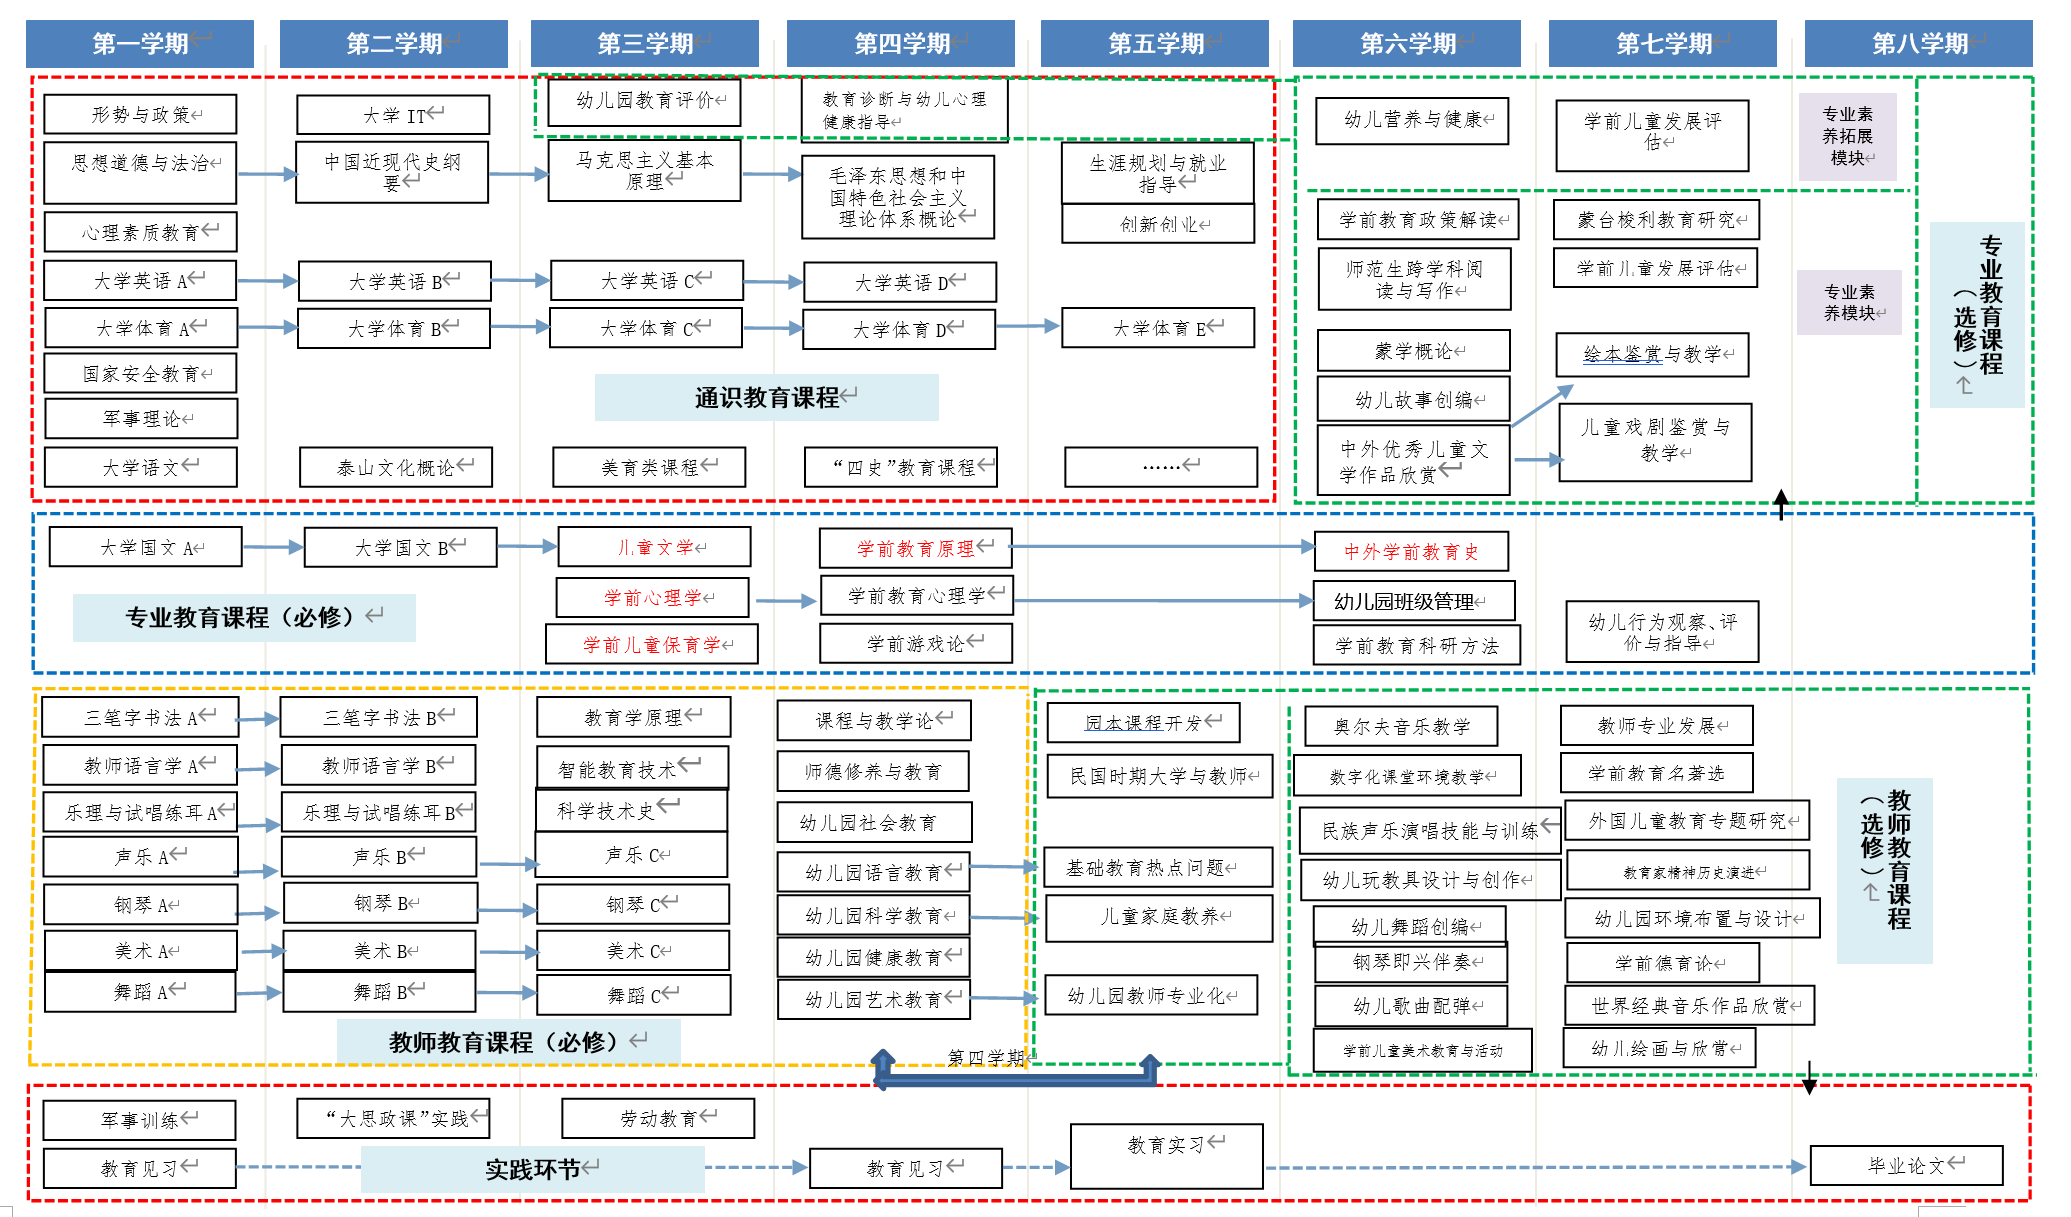 第一学期
第二学期
第三学期
第四学期
第五学期
第六学期
第七学期
第八学期
形势与政策
大学 IT
幼儿园教育评价
教育诊断与幼儿心理
健康指导
思想道德与法治
中国近现代史纲
要
马克思主义基本
原理
毛泽东思想和中
国特色社会主义
理论体系概论
生涯规划与就业
指导
创新创业
心理素质教育
大学英语 A
大学英语 B
大学英语 C
大学英语 D
大学体育 A
大学体育 B
大学体育 C
大学体育 D
大学体育 E
国家安全教育
通识教育课程
军事理论
大学语文
泰山文化概论
美育类课程
“四史”教育课程
……
幼儿营养与健康
学前儿童发展评
估
专业素
养拓展
模块
学前教育政策解读
蒙台梭利教育研究
师范生跨学科阅
读与写作
学前儿童发展评估
专业素
养模块
蒙学概论
绘本鉴赏与教学
幼儿故事创编
中外优秀儿童文
学作品欣赏
儿童戏剧鉴赏与
教学
专业教育课程
（选修）
大学国文 A
大学国文 B
儿童文学
学前教育原理
中外学前教育史
专业教育课程（必修）
学前心理学
学前教育心理学
幼儿园班级管理
学前儿童保育学
学前游戏论
学前教育科研方法
幼儿行为观察、评
价与指导
三笔字书法 A
三笔字书法 B
教育学原理
课程与教学论
教师语言学 A
教师语言学 B
智能教育技术
师德修养与教育
乐理与试唱练耳 A
乐理与试唱练耳 B
科学技术史
幼儿园社会教育
声乐 A
声乐 B
声乐 C
幼儿园语言教育
钢琴 A
钢琴 B
钢琴 C
幼儿园科学教育
美术 A
美术 B
美术 C
幼儿园健康教育
舞蹈 A
舞蹈 B
舞蹈 C
幼儿园艺术教育
教师教育课程（必修）
第四学期
园本课程开发
民国时期大学与教师
基础教育热点问题
儿童家庭教养
幼儿园教师专业化
奥尔夫音乐教学
数字化课堂环境教学
民族声乐演唱技能与训练
幼儿玩教具设计与创作
幼儿舞蹈创编
钢琴即兴伴奏
幼儿歌曲配弹
学前儿童美术教育与活动
教师专业发展
学前教育名著选
外国儿童教育专题研究
教育家精神历史演进
幼儿园环境布置与设计
学前德育论
世界经典音乐作品欣赏
幼儿绘画与欣赏
教师教育课程
（选修）
军事训练
“大思政课”实践
劳动教育
教育见习
实践环节
教育见习
教育实习
毕业论文